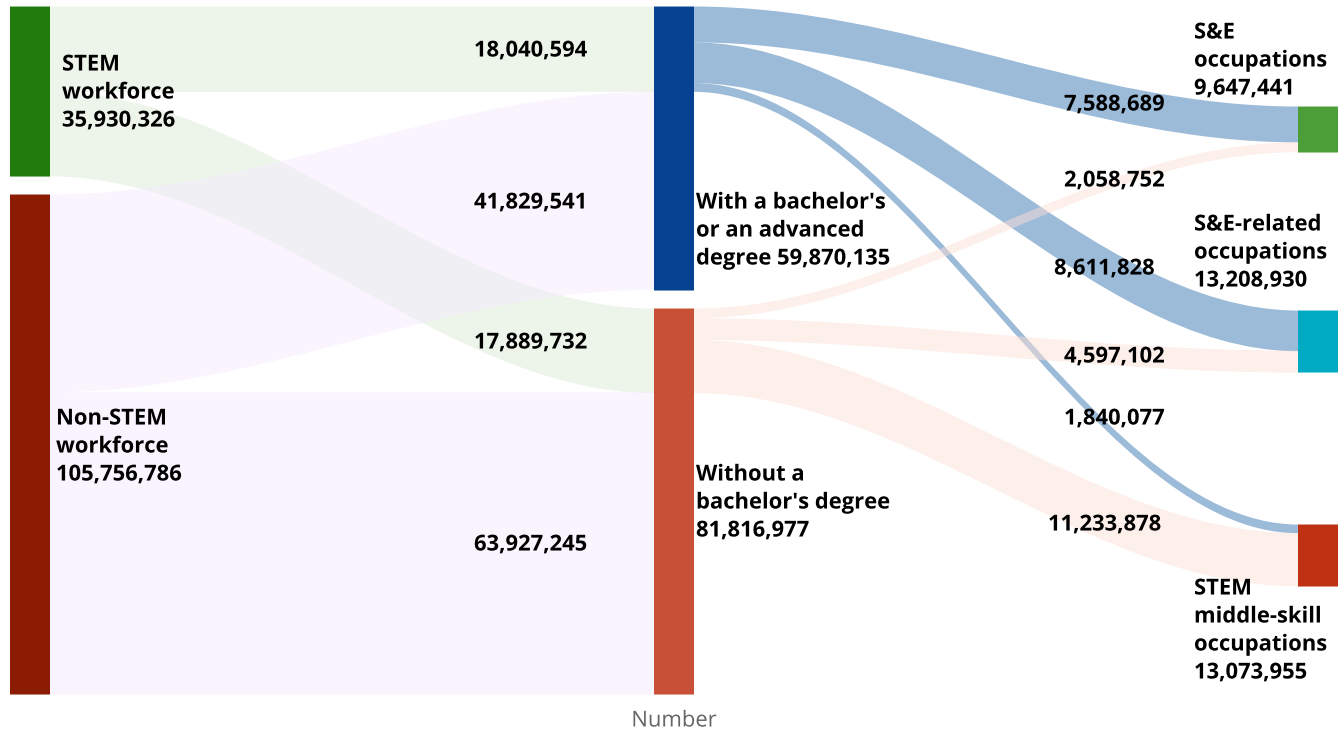 STEM
workforce
35,930,326
Non-STEM
workforce
105,756,786
18,040,594
41,829,541
17,889,732
63,927,245
With a bachelor's
or an advanced
degree 59,870,135
Without a
bachelor's degree
81,816,977
7,588,689
2,058,752
8,611,828
4,597,102
1,840,077
11,233,878
S&E
occupations
9,647,441
S&E-related
occupations
13,208,930
STEM
middle-skill
occupations
13,073,955
Number